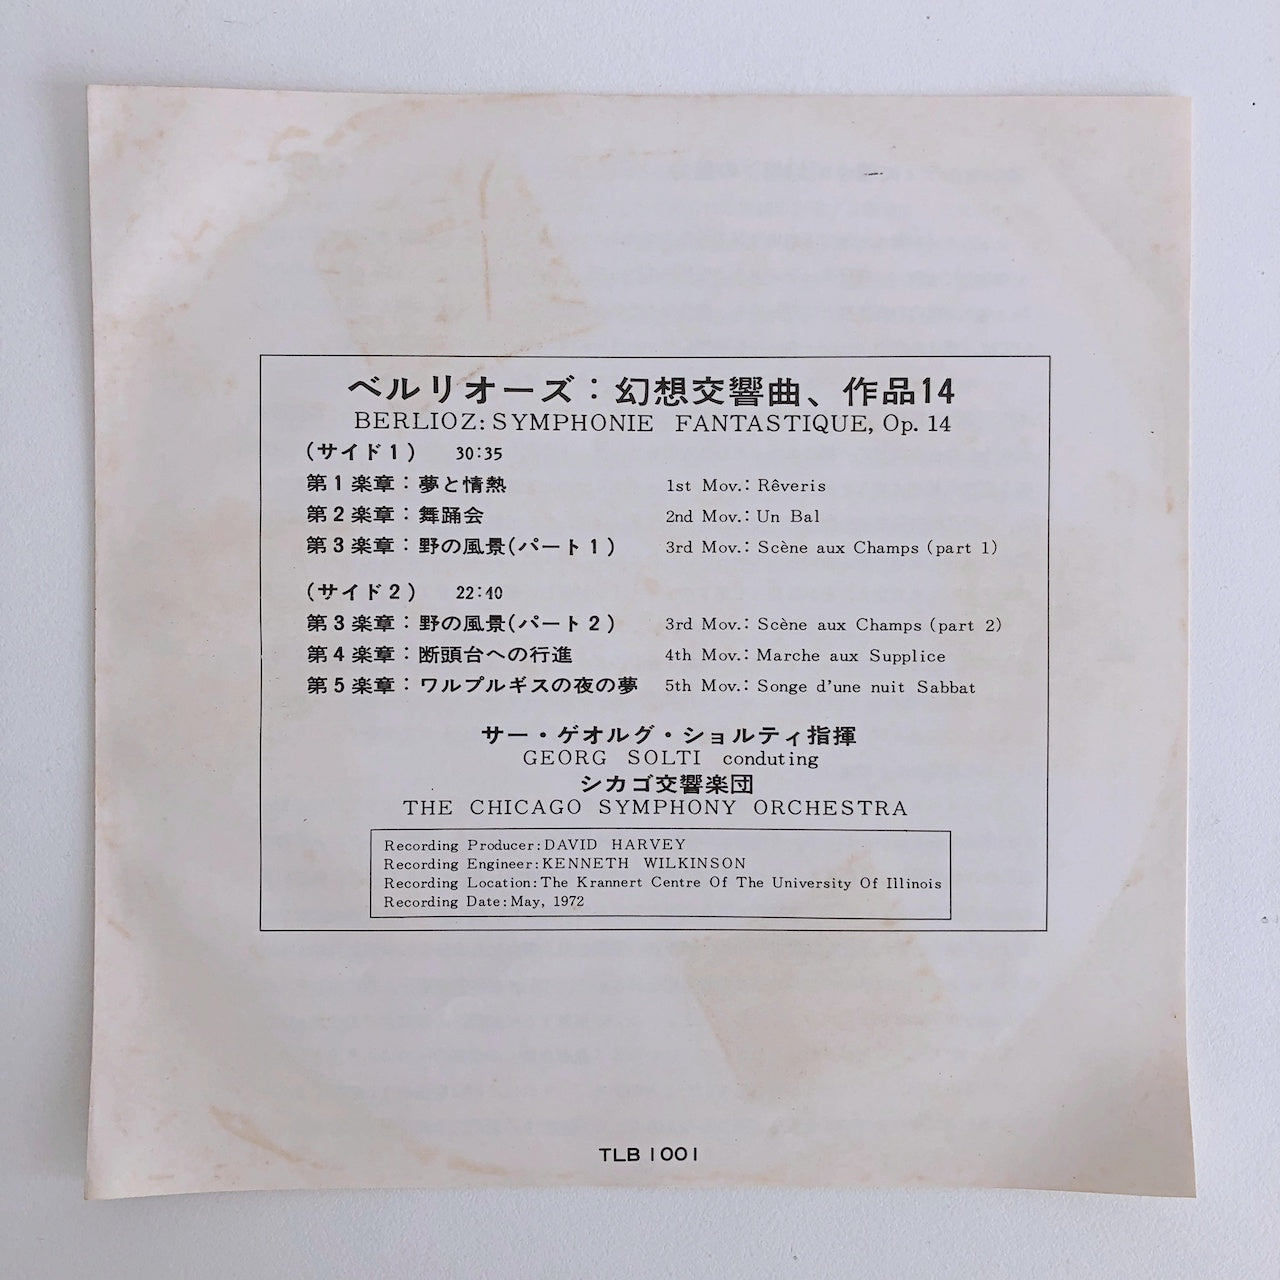 ベルリオーズ：幻想交響曲、作品14
BERLIOZ: SYMPHONIE FANTASTIQUE, Op. 14
（サイド1） 30:35
第1楽章：夢と情熱 1st Mov.: Rêveris
第2楽章：舞踊会 2nd Mov.: Un Bal
第3楽章：野の風景（パート1） 3rd Mov.: Scène aux Champs (part 1)
（サイド2） 22:40
第3楽章：野の風景（パート2） 3rd Mov.: Scène aux Champs (part 2)
第4楽章：断頭台への行進 4th Mov.: Marche aux Supplice
第5楽章：ワルプルギスの夜の夢 5th Mov.: Songe d'une nuit Sabbat
サー・ゲオルグ・ショルティ指揮
GEORG SOLTI conduting
シカゴ交響楽団
THE CHICAGO SYMPHONY ORCHESTRA
Recording Producer: DAVID HARVEY
Recording Engineer: KENNETH WILKINSON
Recording Location: The Krannert Centre Of The University Of Illinois
Recording Date: May, 1972
TLB 1001